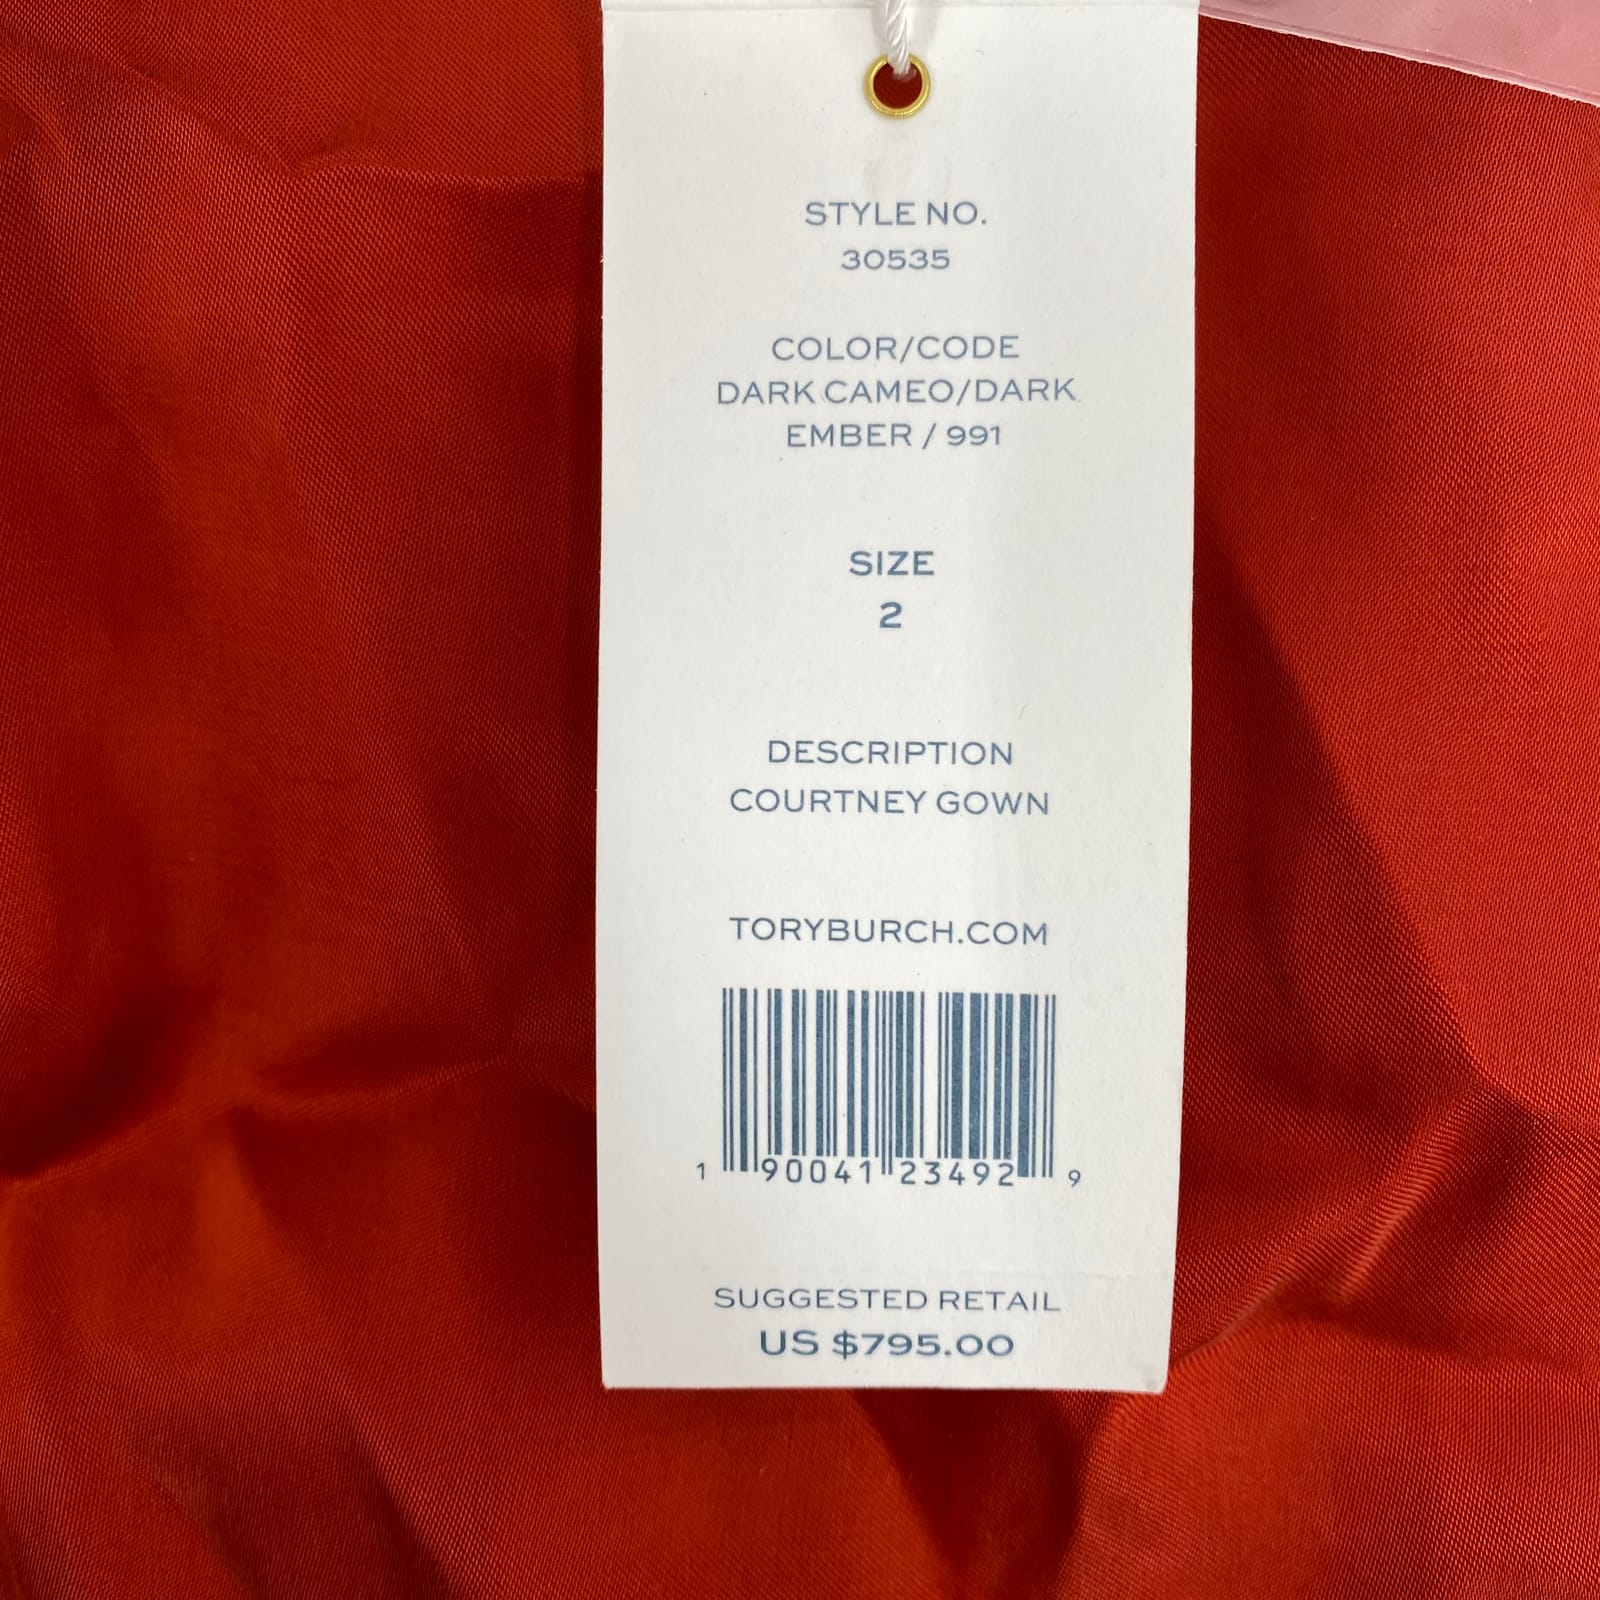 STYLE NO.
30535
COLOR/CODE
DARK CAMEO/DARK
EMBER / 991
SIZE
2
DESCRIPTION
COURTNEY GOWN
TORYBURCH.COM
1 90041 23492 9
SUGGESTED RETAIL
US $795.00